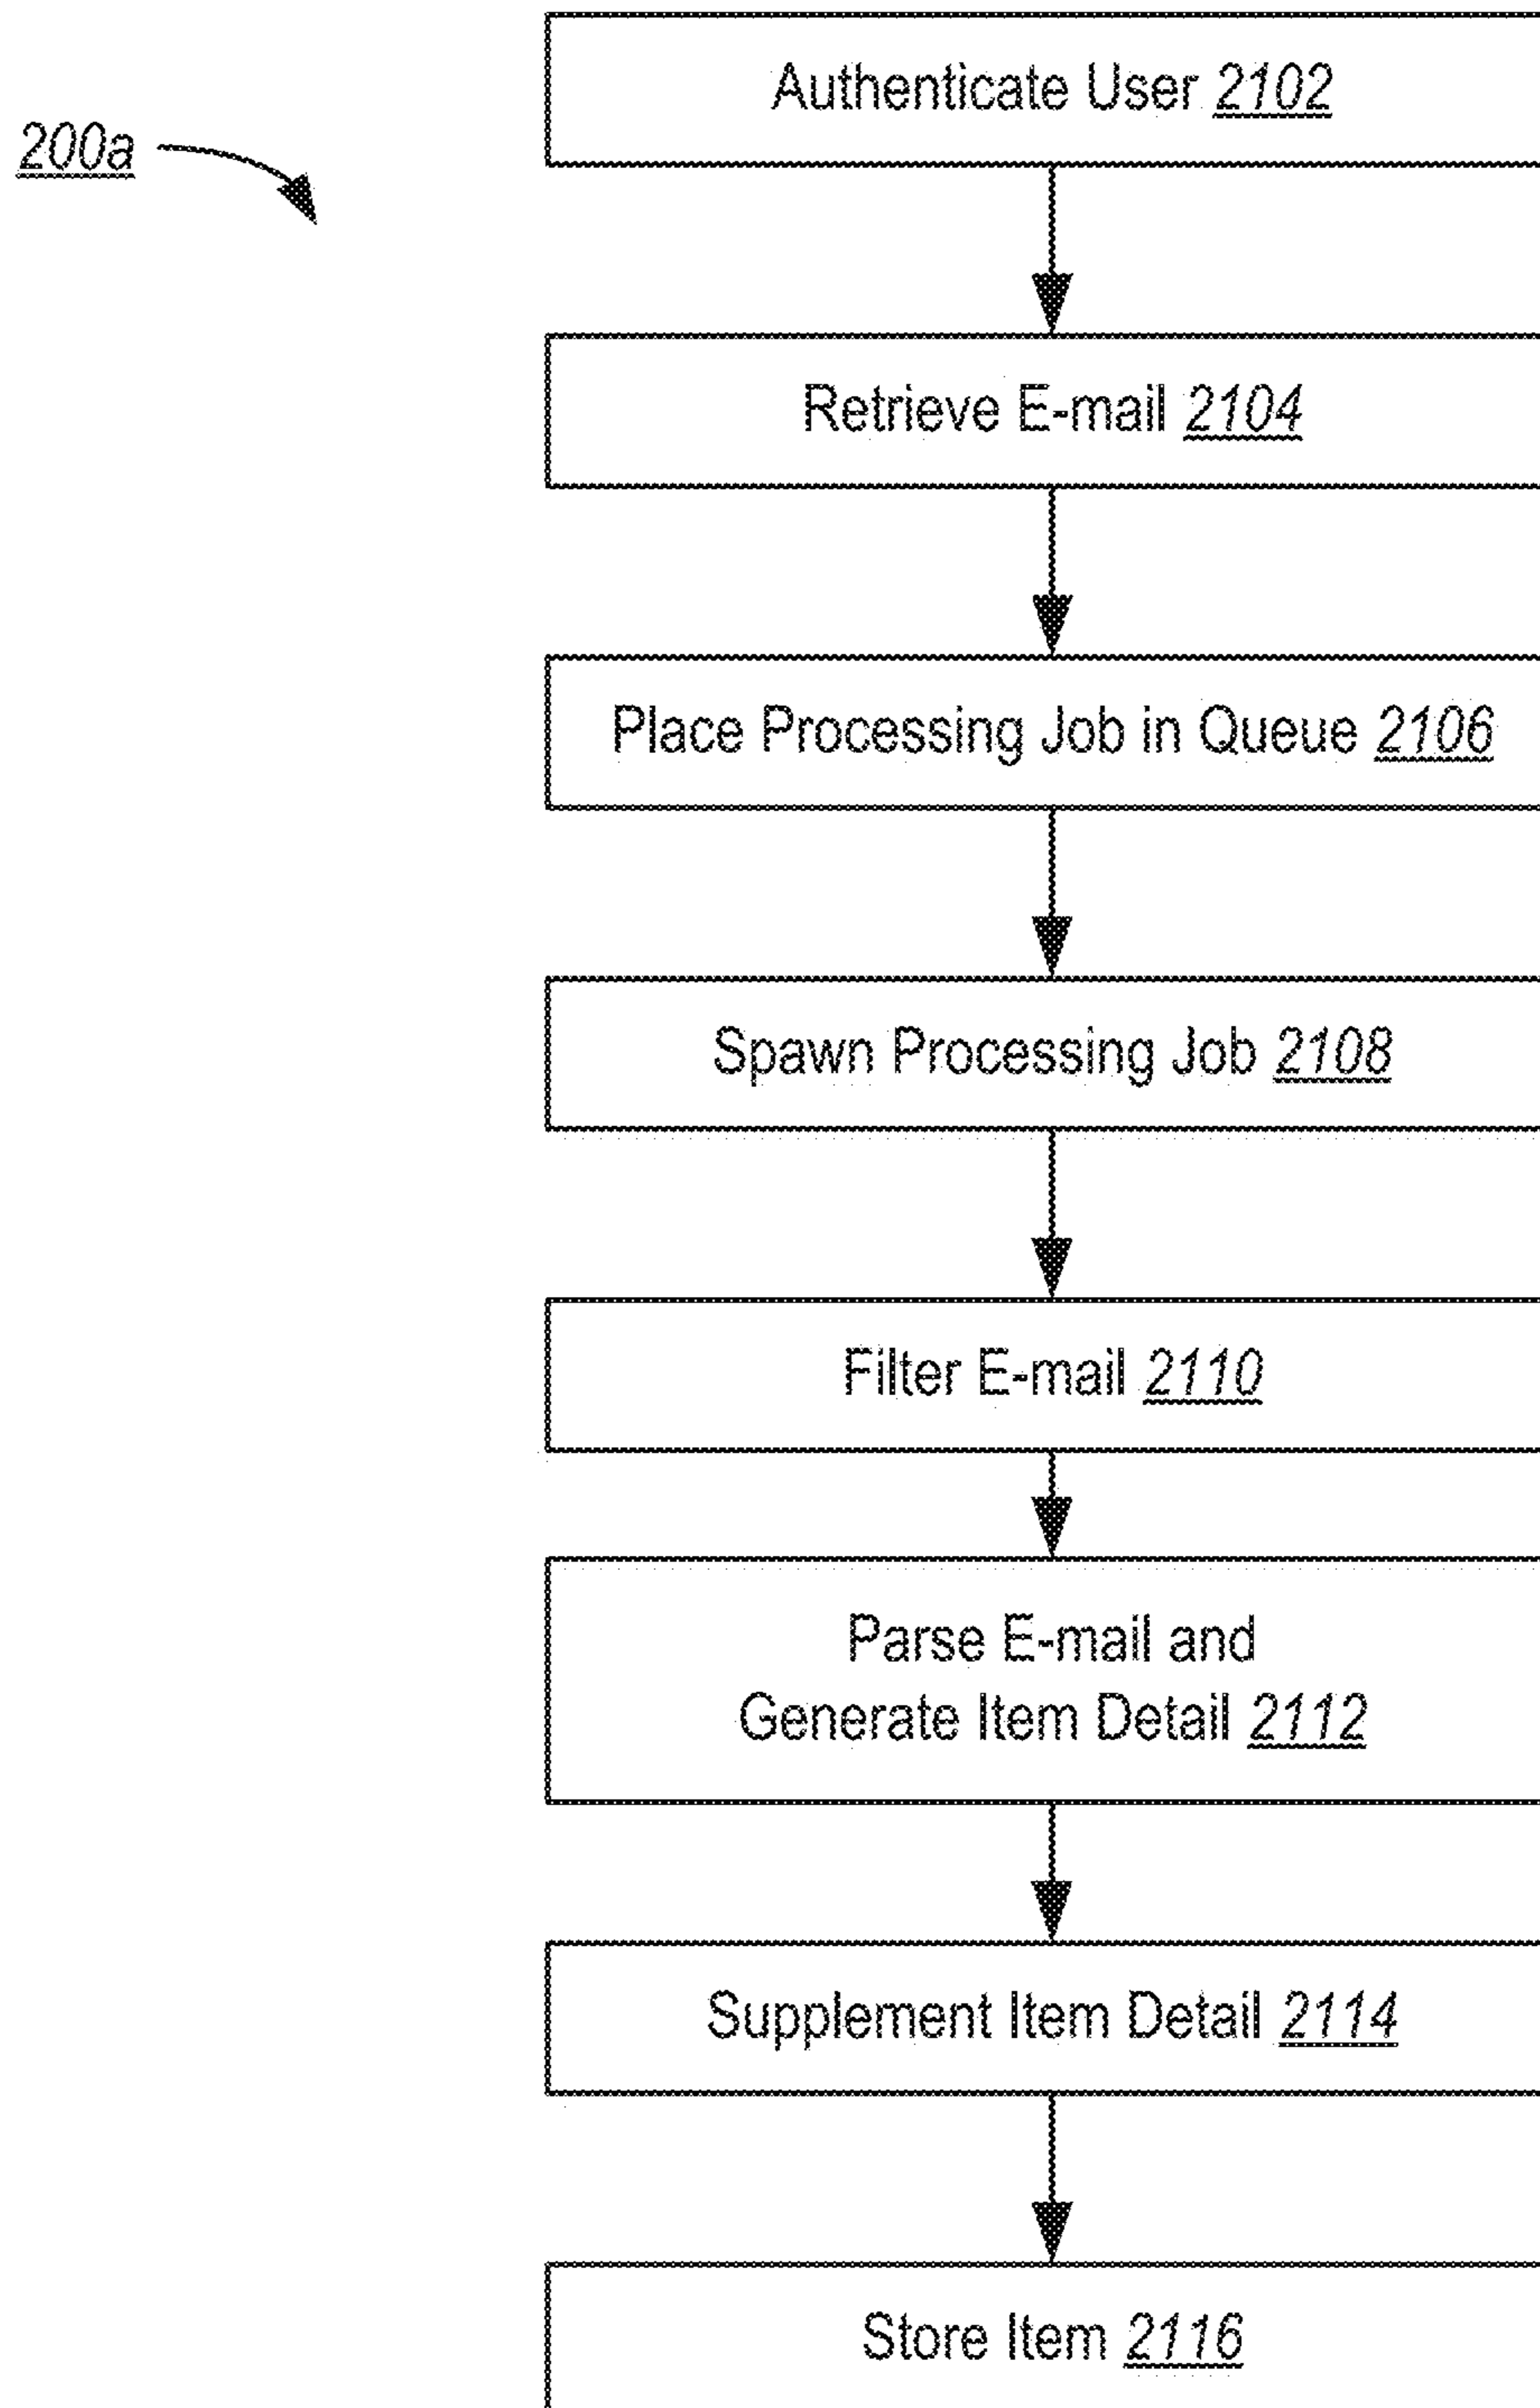 Authenticate User 2102
200a
Retrieve E-mail 2104
Place Processing Job in Queue 2106
Spawn Processing Job 2108
Filter E-mail 2110
Parse E-mail and
Generate Item Detail 2112
Supplement Item Detail 2114
Store Item 2116